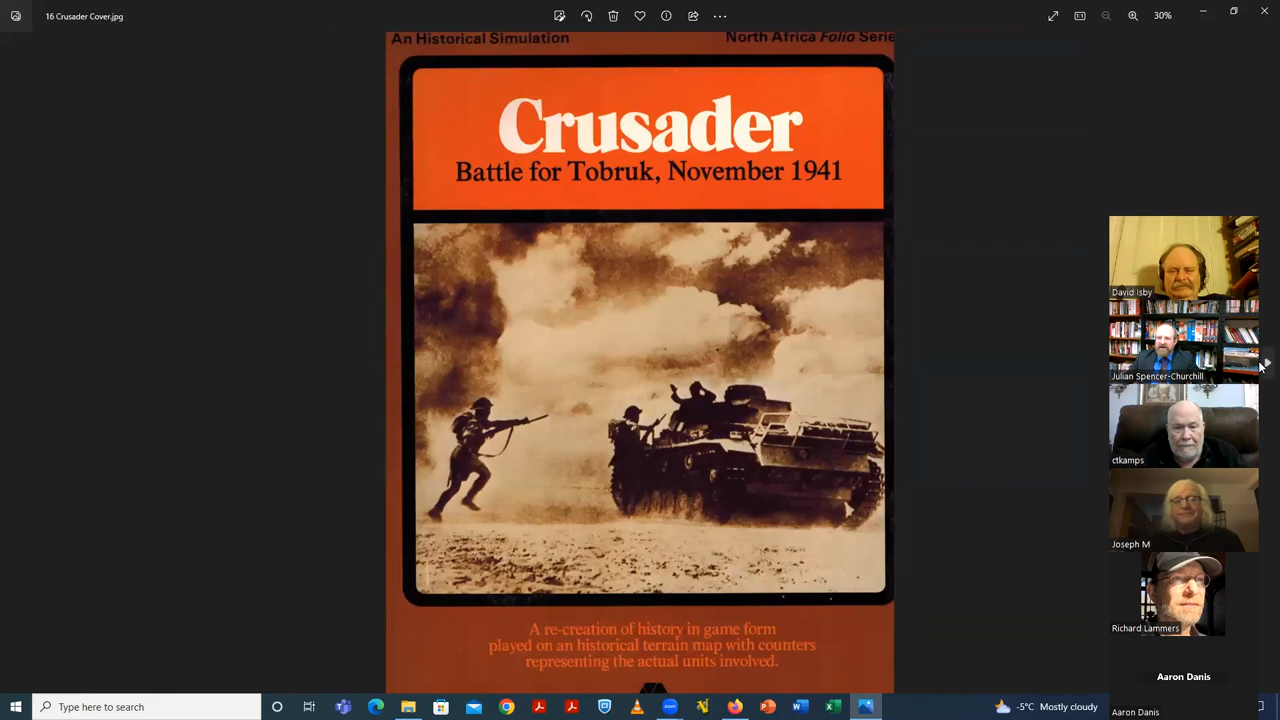 16 Crusader Cover.jpg
30%
An Historical Simulation
North Africa Folio Serie
Crusader
Battle for Tobruk, November 1941
A re-creation of history in game form
played on an historical terrain map with counters
representing the actual units involved.
David Isby
Julian Spencer-Churchill
ctkamps
Joseph M
Richard Lammers
Aaron Danis
Aaron Danis
Type here to search
zoom
-5°C Mostly cloudy